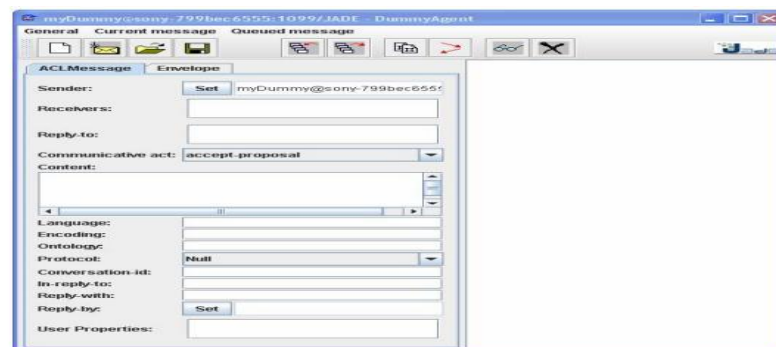 myDummy@sony-799bec6555:1099/JADE - DummyAgent
General Current message Queued message
ACLMessage Envelope
Sender: Set myDummy@sony-799bec6555
Receivers:
Reply-to:
Communicative act: accept-proposal
Content:
Language:
Encoding:
Ontology:
Protocol: Null
Conversation-id:
In-reply-to:
Reply-with:
Reply-by: Set
User Properties: